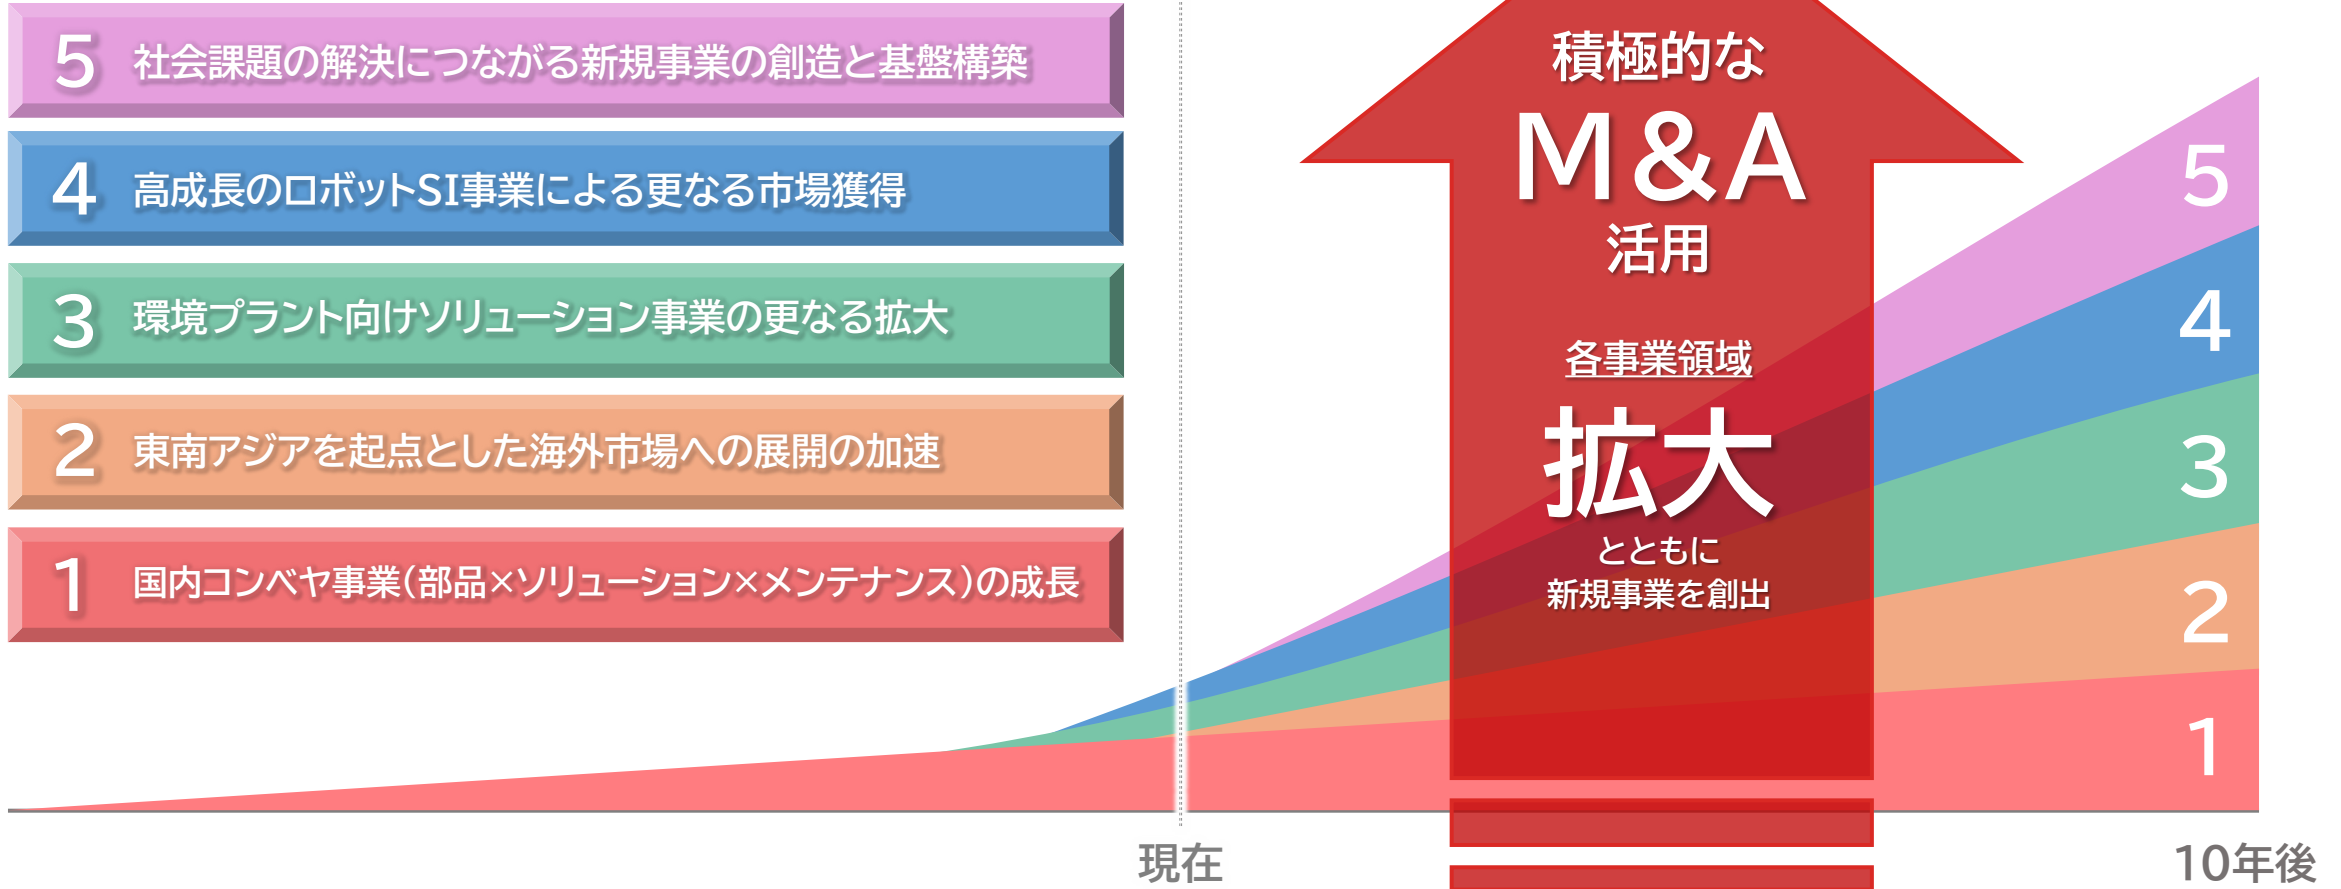 5 社会課題の解決につながる新規事業の創造と基盤構築
4 高成長のロボットSI事業による更なる市場獲得
3 環境プラント向けソリューション事業の更なる拡大
2 東南アジアを起点とした海外市場への展開の加速
1 国内コンベヤ事業(部品×ソリューション×メンテナンス)の成長
積極的な
M&A
活用
各事業領域
拡大
とともに
新規事業を創出
5
4
3
2
1
現在
10年後